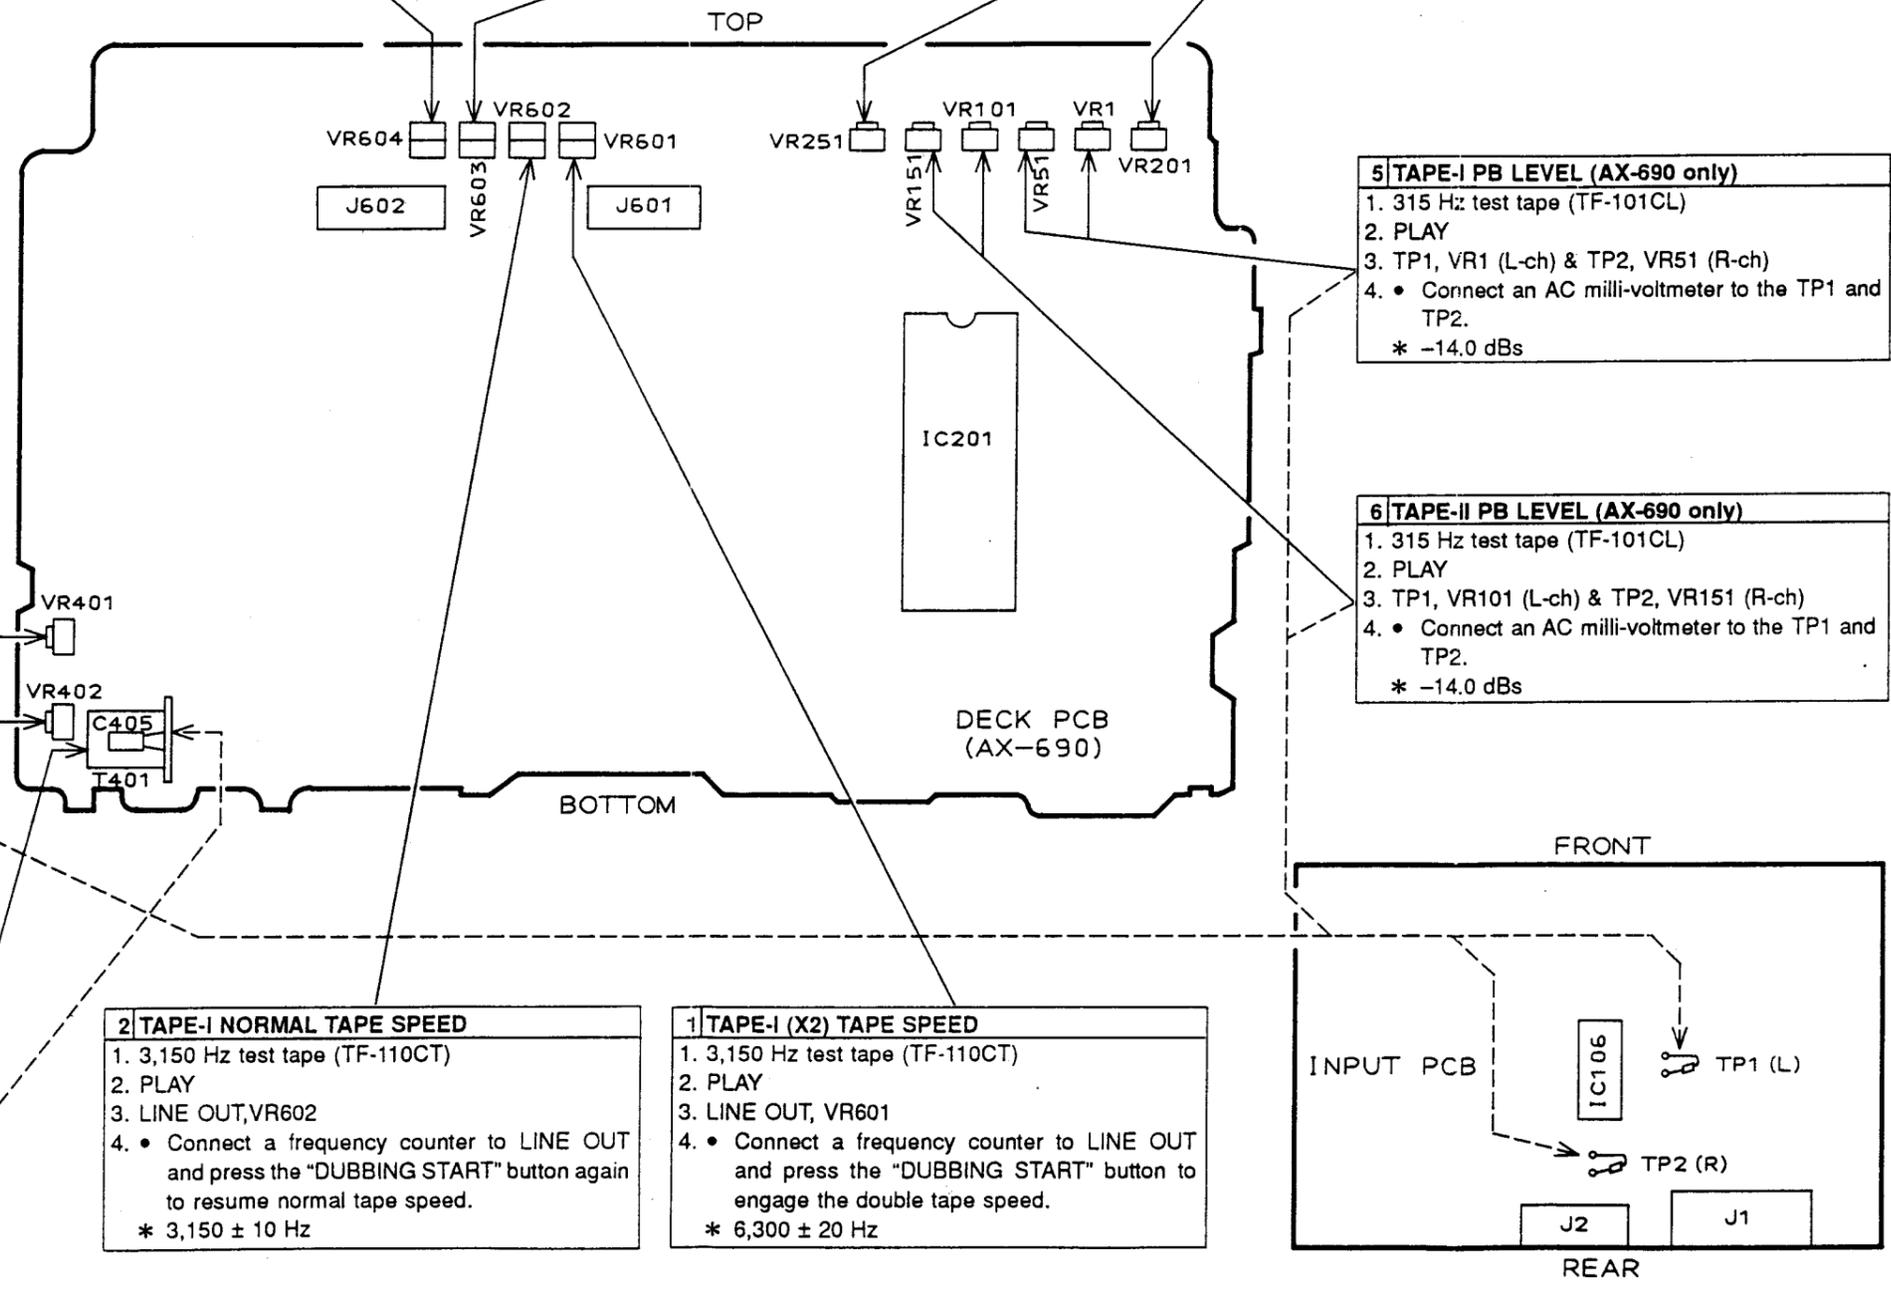 TOP
VR604
VR602
VR603
VR601
J602
J601
VR251
VR101
VR151
VR1
VR51
VR201
IC201
VR401
VR402
C405
T401
DECK PCB
(AX-690)
BOTTOM
5 TAPE-I PB LEVEL (AX-690 only)
1. 315 Hz test tape (TF-101CL)
2. PLAY
3. TP1, VR1 (L-ch) & TP2, VR51 (R-ch)
4. • Connect an AC milli-voltmeter to the TP1 and
TP2.
* –14.0 dBs
6 TAPE-II PB LEVEL (AX-690 only)
1. 315 Hz test tape (TF-101CL)
2. PLAY
3. TP1, VR101 (L-ch) & TP2, VR151 (R-ch)
4. • Connect an AC milli-voltmeter to the TP1 and
TP2.
* –14.0 dBs
2 TAPE-I NORMAL TAPE SPEED
1. 3,150 Hz test tape (TF-110CT)
2. PLAY
3. LINE OUT,VR602
4. • Connect a frequency counter to LINE OUT
and press the “DUBBING START” button again
to resume normal tape speed.
* 3,150 ± 10 Hz
1 TAPE-I (X2) TAPE SPEED
1. 3,150 Hz test tape (TF-110CT)
2. PLAY
3. LINE OUT, VR601
4. • Connect a frequency counter to LINE OUT
and press the “DUBBING START” button to
engage the double tape speed.
* 6,300 ± 20 Hz
FRONT
INPUT PCB
IC106
TP1 (L)
TP2 (R)
J2
J1
REAR